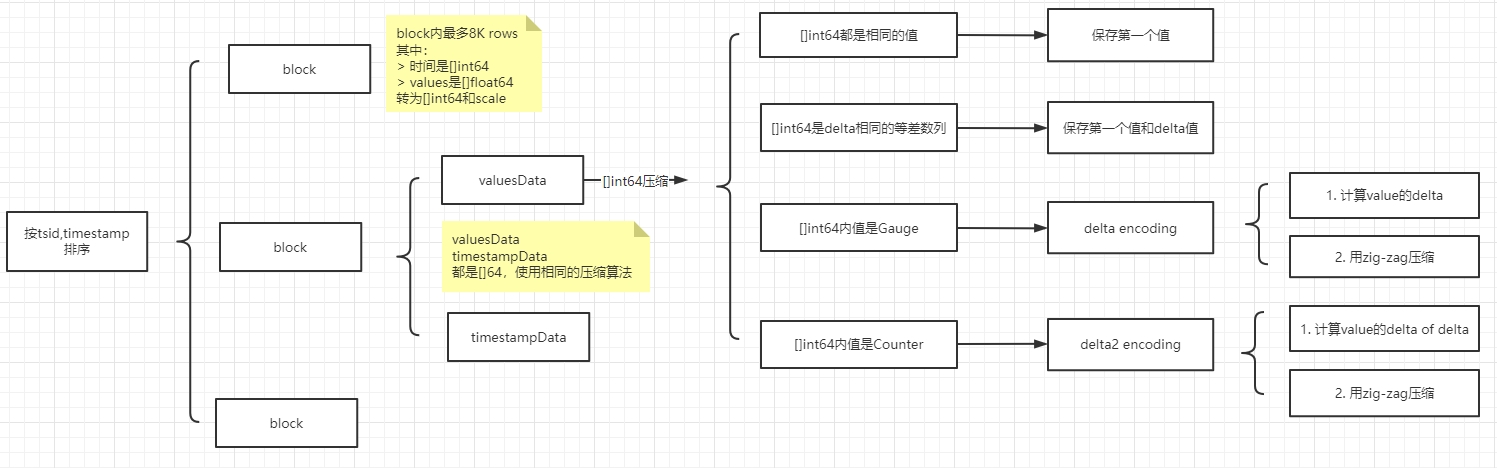 按tsid,timestamp
排序
block
block内最多8K rows
其中：
> 时间是[]int64
> values是[]float64
转为[]int64和scale
block
block
valuesData
valuesData
timestampData
都是[]64，使用相同的压缩算法
timestampData
[]int64压缩
[]int64都是相同的值
保存第一个值
[]int64是delta相同的等差数列
保存第一个值和delta值
[]int64内值是Gauge
delta encoding
1. 计算value的delta
2. 用zig-zag压缩
[]int64内值是Counter
delta2 encoding
1. 计算value的delta of delta
2. 用zig-zag压缩